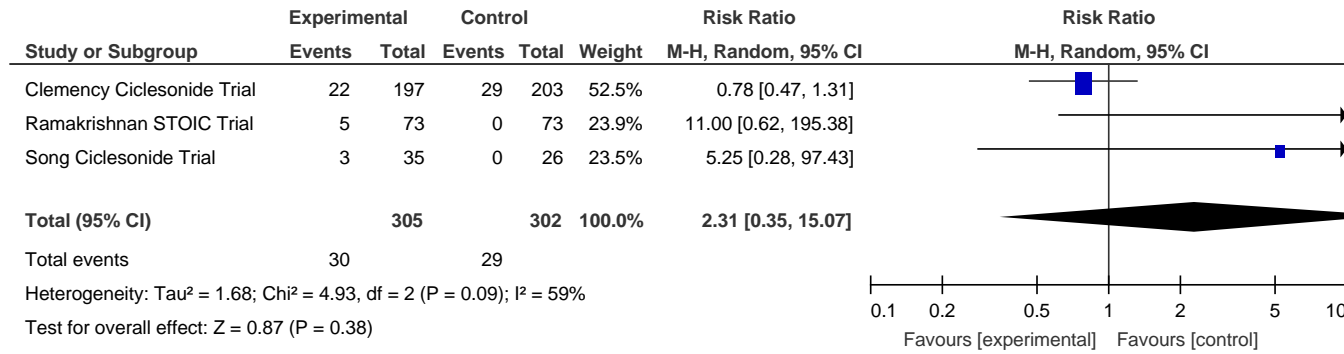 Experimental Control Risk Ratio Risk Ratio
Study or Subgroup Events Total Events Total Weight M-H, Random, 95% CI M-H, Random, 95% CI
Clemency Ciclesonide Trial 22 197 29 203 52.5% 0.78 [0.47, 1.31]
Ramakrishnan STOIC Trial 5 73 0 73 23.9% 11.00 [0.62, 195.38]
Song Ciclesonide Trial 3 35 0 26 23.5% 5.25 [0.28, 97.43]
Total (95% CI) 305 302 100.0% 2.31 [0.35, 15.07]
Total events 30 29
Heterogeneity: Tau² = 1.68; Chi² = 4.93, df = 2 (P = 0.09); I² = 59%
Test for overall effect: Z = 0.87 (P = 0.38)
0.1 0.2 0.5 1 2 5 10
Favours [experimental] Favours [control]